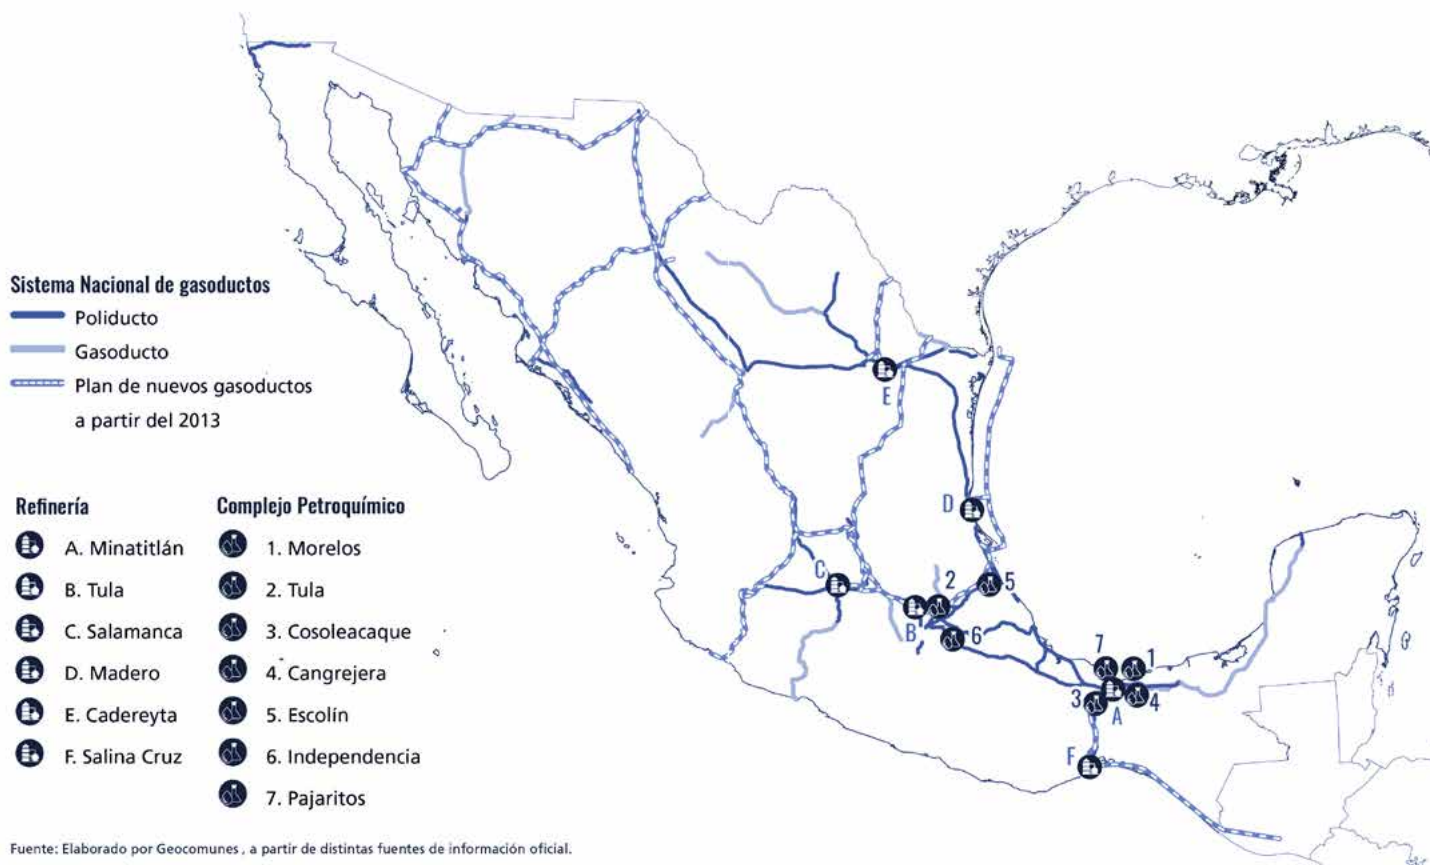 Sistema Nacional de gasoductos
Poliducto
Gasoducto
Plan de nuevos gasoductos
a partir del 2013
Refinería
A. Minatitlán
B. Tula
C. Salamanca
D. Madero
E. Cadereyta
F. Salina Cruz
Complejo Petroquímico
1. Morelos
2. Tula
3. Cosoleacaque
4. Cangrejera
5. Escolín
6. Independencia
7. Pajaritos
E
D
C
2
5
B
6
7
1
3
A
4
F
Fuente: Elaborado por Geocomunes , a partir de distintas fuentes de información oficial.